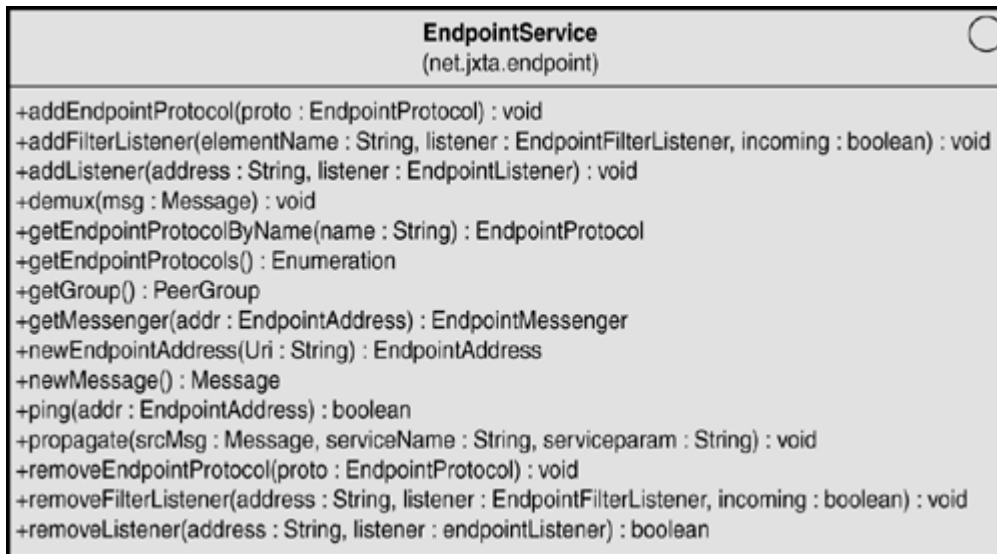 EndpointService
(net.jxta.endpoint)
+addEndpointProtocol(proto : EndpointProtocol) : void
+addFilterListener(elementName : String, listener : EndpointFilterListener, incoming : boolean) : void
+addListener(address : String, listener : EndpointListener) : void
+demux(msg : Message) : void
+getEndpointProtocolByName(name : String) : EndpointProtocol
+getEndpointProtocols() : Enumeration
+getGroup() : PeerGroup
+getMessenger(addr : EndpointAddress) : EndpointMessenger
+newEndpointAddress(Uri : String) : EndpointAddress
+newMessage() : Message
+ping(addr : EndpointAddress) : boolean
+propagate(srcMsg : Message, serviceName : String, serviceparam : String) : void
+removeEndpointProtocol(proto : EndpointProtocol) : void
+removeFilterListener(address : String, listener : EndpointFilterListener, incoming : boolean) : void
+removeListener(address : String, listener : endpointListener) : boolean